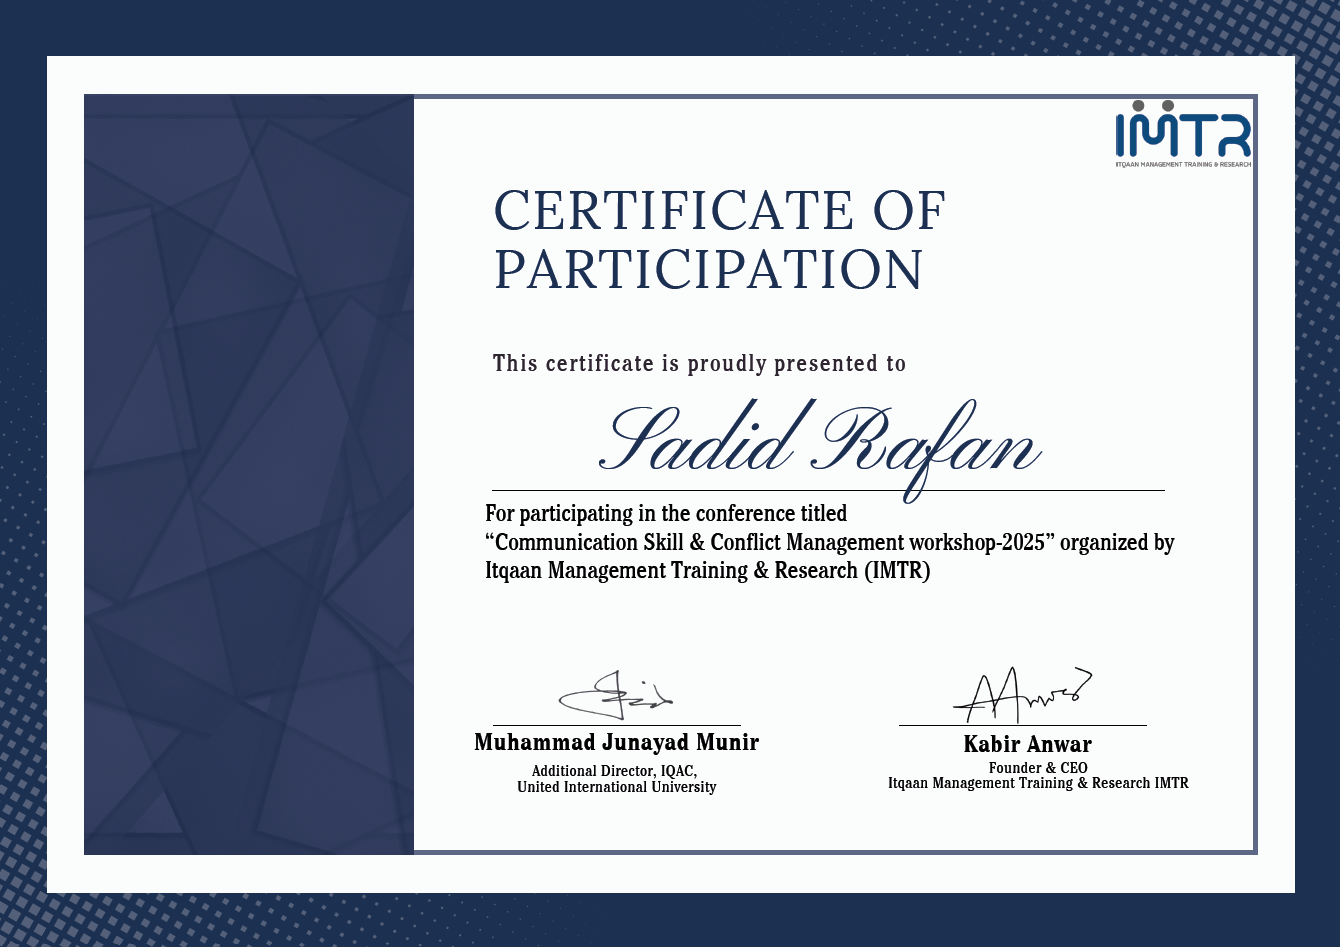 IMTR
IITQAAN MANAGEMENT TRAINING & RESEARCH
CERTIFICATE OF
PARTICIPATION
This certificate is proudly presented to
Sadid Rafan
For participating in the conference titled
“Communication Skill & Conflict Management workshop-2025” organized by
Itqaan Management Training & Research (IMTR)
Muhammad Junayad Munir
Additional Director, IQAC,
United International University
Kabir Anwar
Founder & CEO
Itqaan Management Training & Research IMTR